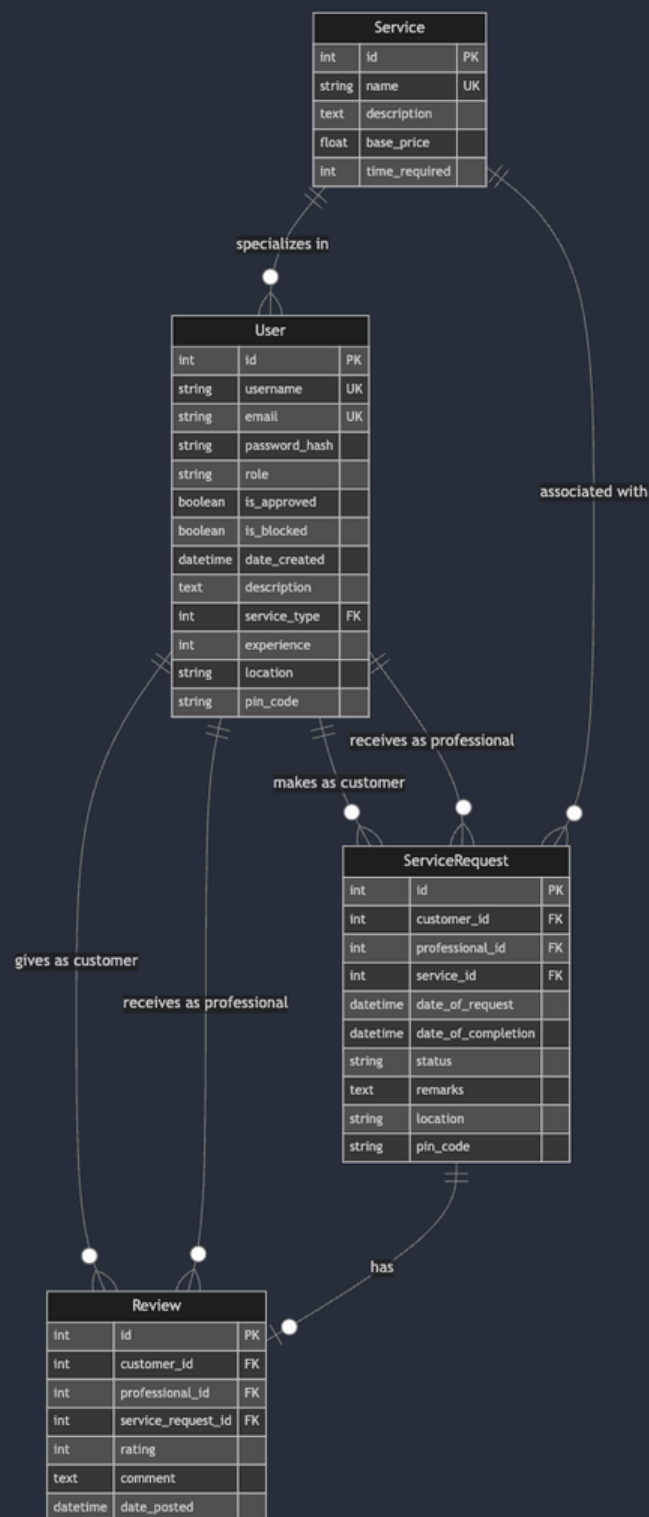 Service
int id PK
string name UK
text description
float base_price
int time_required
specializes in
User
int id PK
string username UK
string email UK
string password_hash
string role
boolean is_approved
boolean is_blocked
datetime date_created
text description
int service_type FK
int experience
string location
string pin_code
associated with
receives as professional
makes as customer
ServiceRequest
int id PK
int customer_id FK
int professional_id FK
int service_id FK
datetime date_of_request
datetime date_of_completion
string status
text remarks
string location
string pin_code
gives as customer
receives as professional
has
Review
int id PK
int customer_id FK
int professional_id FK
int service_request_id FK
int rating
text comment
datetime date_posted